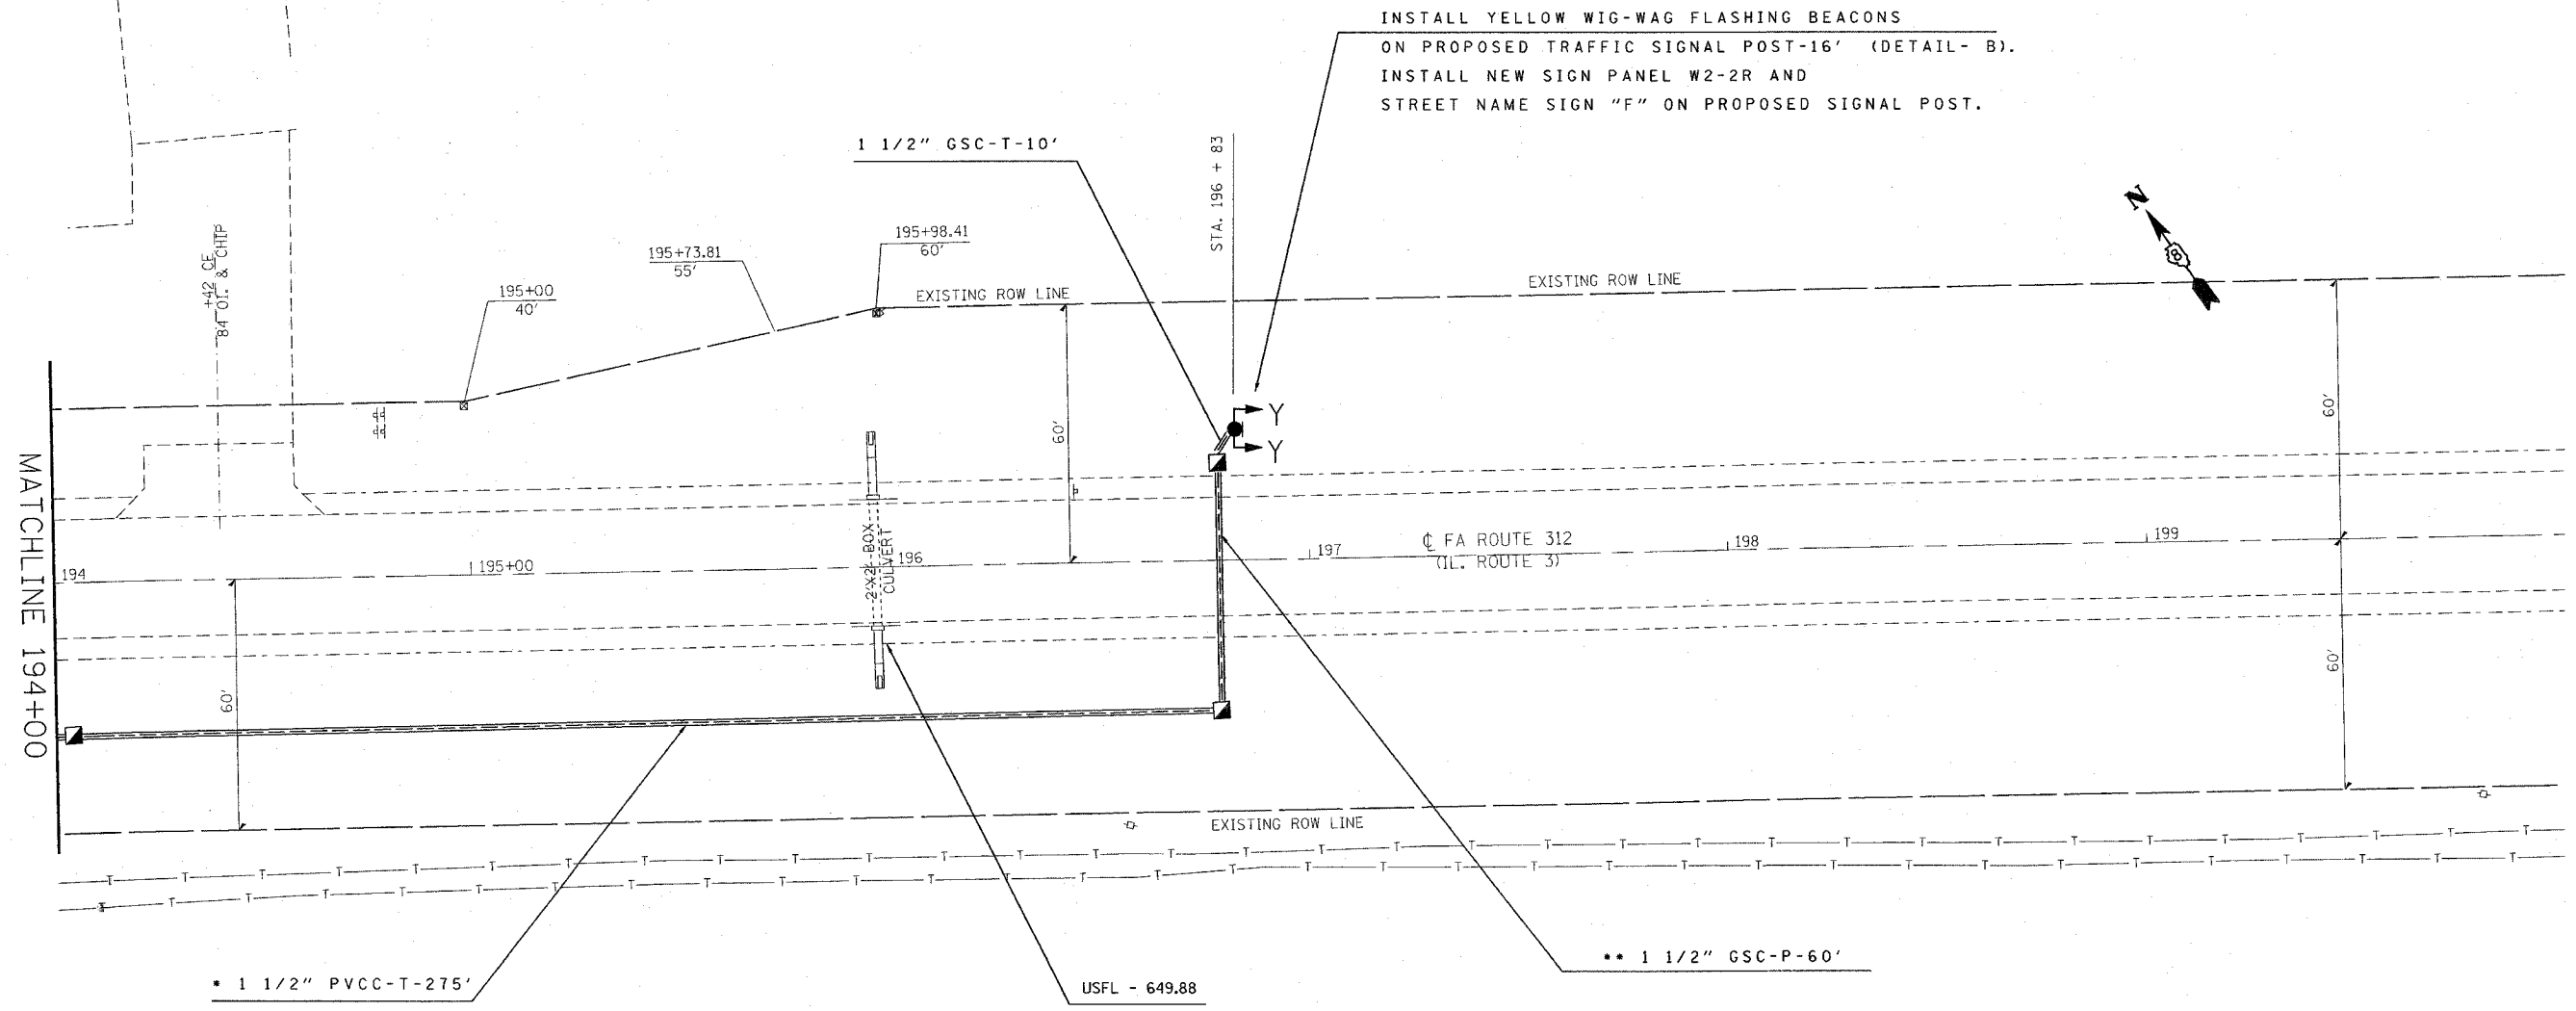 INSTALL YELLOW WIG-WAG FLASHING BEACONS
ON PROPOSED TRAFFIC SIGNAL POST-16' (DETAIL- B).
INSTALL NEW SIGN PANEL W2-2R AND
STREET NAME SIGN "F" ON PROPOSED SIGNAL POST.
1 1/2" GSC-T-10'
STA. 196 + 83
N
8
+42 CE
84 OI. & CHIP
195+00
40'
195+73.81
55'
195+98.41
60'
EXISTING ROW LINE
EXISTING ROW LINE
60'
60'
Y
Y
MATCHLINE 194+00
194
195+00
2'X2' BOX
CULVERT
196
197
℄ FA ROUTE 312
(IL. ROUTE 3)
198
199
60'
60'
EXISTING ROW LINE
T T T T T T T T T T T T T T T T T T T T T T T T T T T T T T T T T
T T T T T T T T T T T T T T T T T T T T T T T T T T T T T T T T T
* 1 1/2" PVCC-T-275'
USFL - 649.88
** 1 1/2" GSC-P-60'